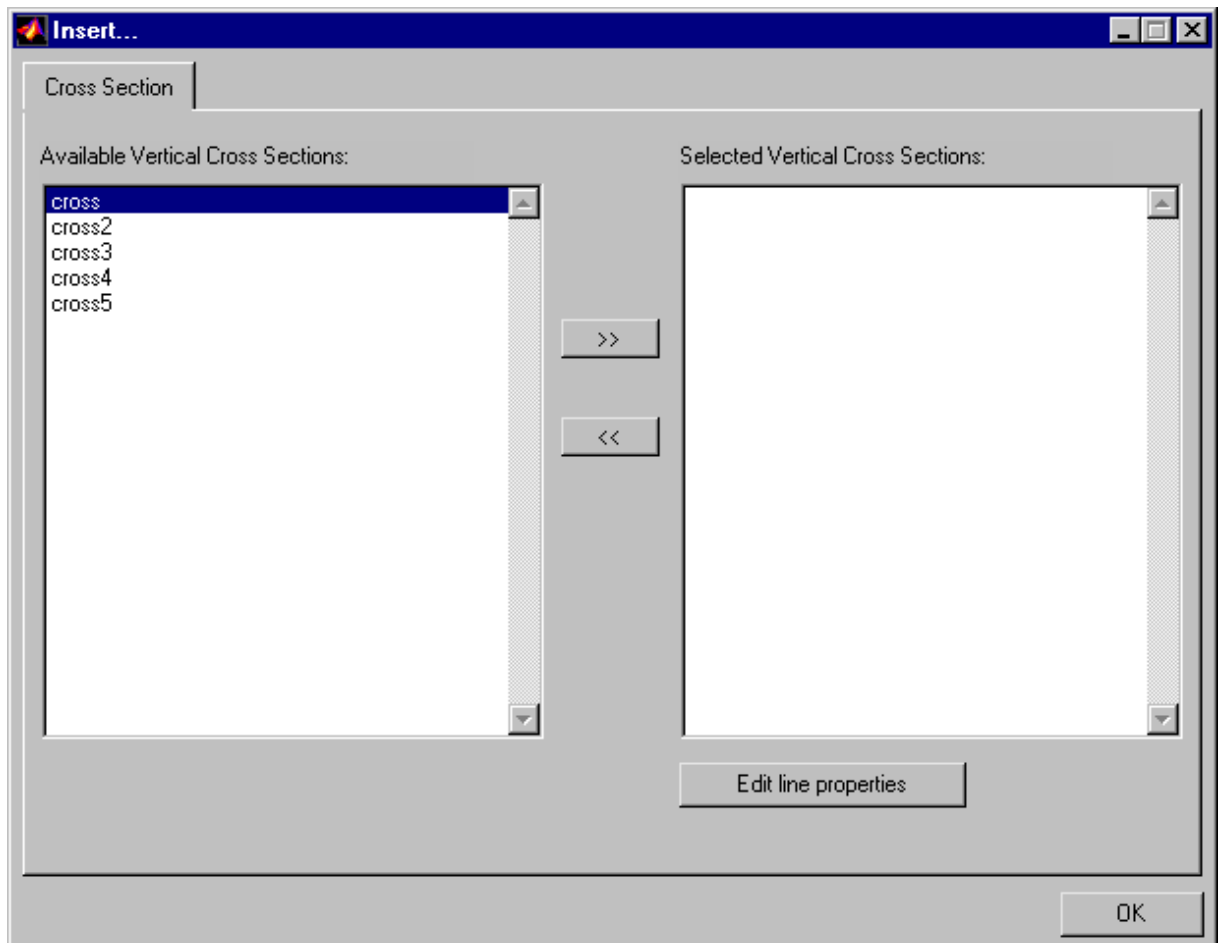 Insert...
Cross Section
Available Vertical Cross Sections:
Selected Vertical Cross Sections:
cross
cross2
cross3
cross4
cross5
>>
<<
Edit line properties
OK